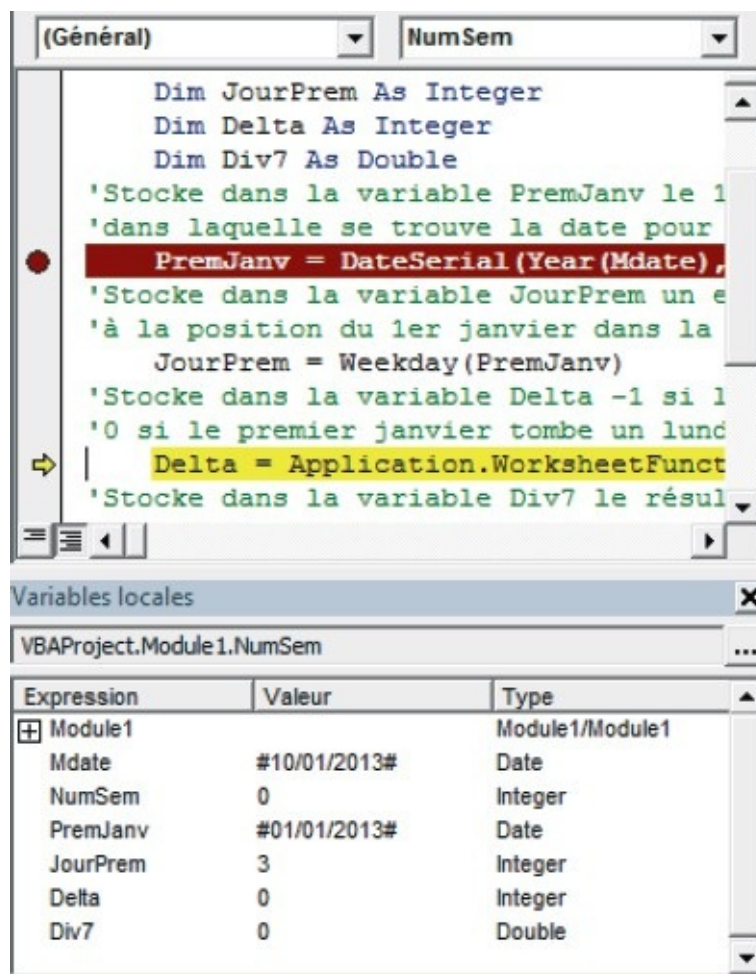 (Général) NumSem
Dim JourPrem As Integer
Dim Delta As Integer
Dim Div7 As Double
'Stocke dans la variable PremJanv le 1
'dans laquelle se trouve la date pour
PremJanv = DateSerial(Year(Mdate),
'Stocke dans la variable JourPrem un e
'à la position du 1er janvier dans la
JourPrem = Weekday(PremJanv)
'Stocke dans la variable Delta -1 si l
'0 si le premier janvier tombe un lund
Delta = Application.WorksheetFunct
'Stocke dans la variable Div7 le résul
Variables locales
VBAProject.Module1.NumSem ...
Expression Valeur Type
Module1 Module1/Module1
Mdate #10/01/2013# Date
NumSem 0 Integer
PremJanv #01/01/2013# Date
JourPrem 3 Integer
Delta 0 Integer
Div7 0 Double